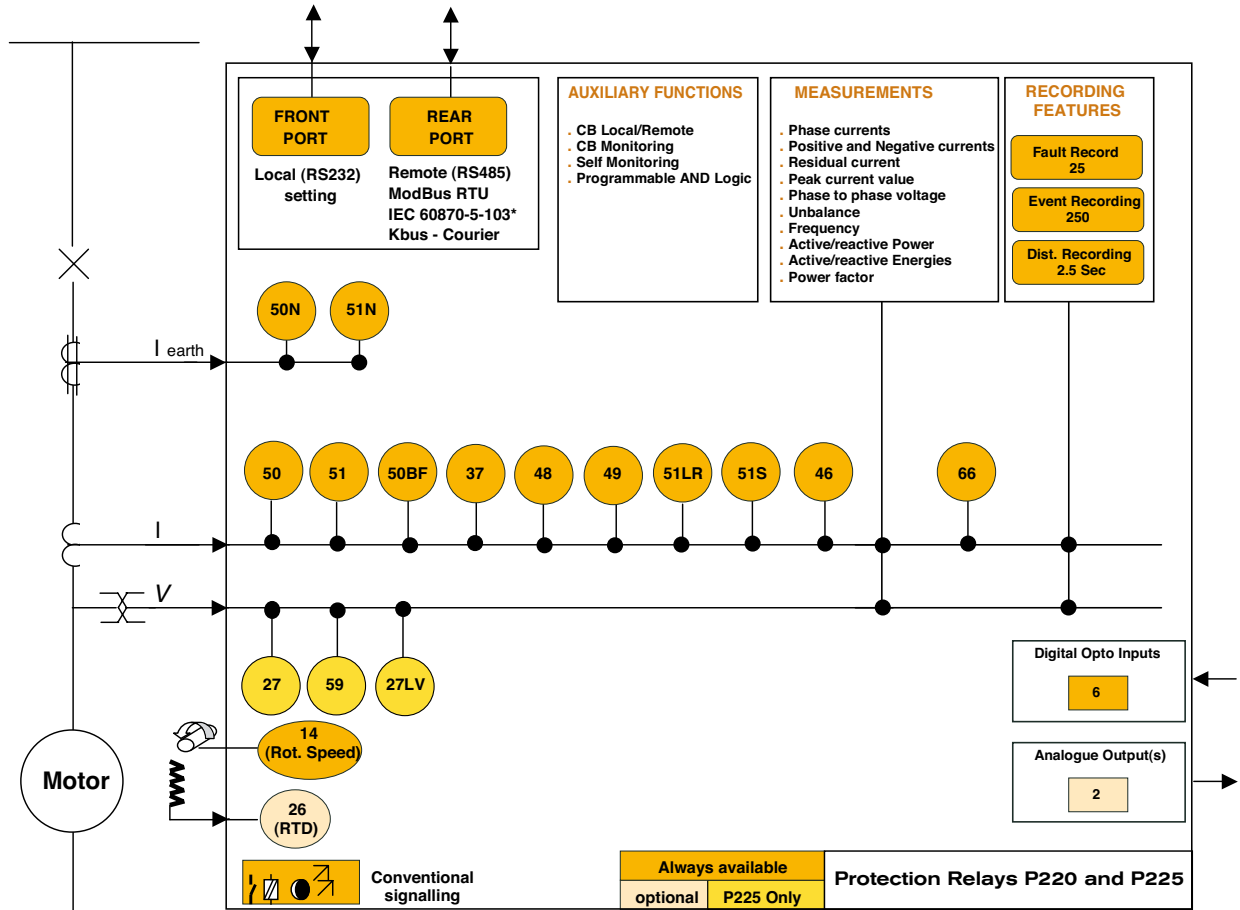 FRONT
PORT
REAR
PORT
Local (RS232)
setting
Remote (RS485)
ModBus RTU
IEC 60870-5-103*
Kbus - Courier
AUXILIARY FUNCTIONS
. CB Local/Remote
. CB Monitoring
. Self Monitoring
. Programmable AND Logic
MEASUREMENTS
. Phase currents
. Positive and Negative currents
. Residual current
. Peak current value
. Phase to phase voltage
. Unbalance
. Frequency
. Active/reactive Power
. Active/reactive Energies
. Power factor
RECORDING
FEATURES
Fault Record
25
Event Recording
250
Dist. Recording
2.5 Sec
50N
51N
I earth
50
51
50BF
37
48
49
51LR
51S
46
66
I
V
27
59
27LV
14
(Rot. Speed)
26
(RTD)
Motor
Digital Opto Inputs
6
Analogue Output(s)
2
Conventional
signalling
Always available
optional
P225 Only
Protection Relays P220 and P225